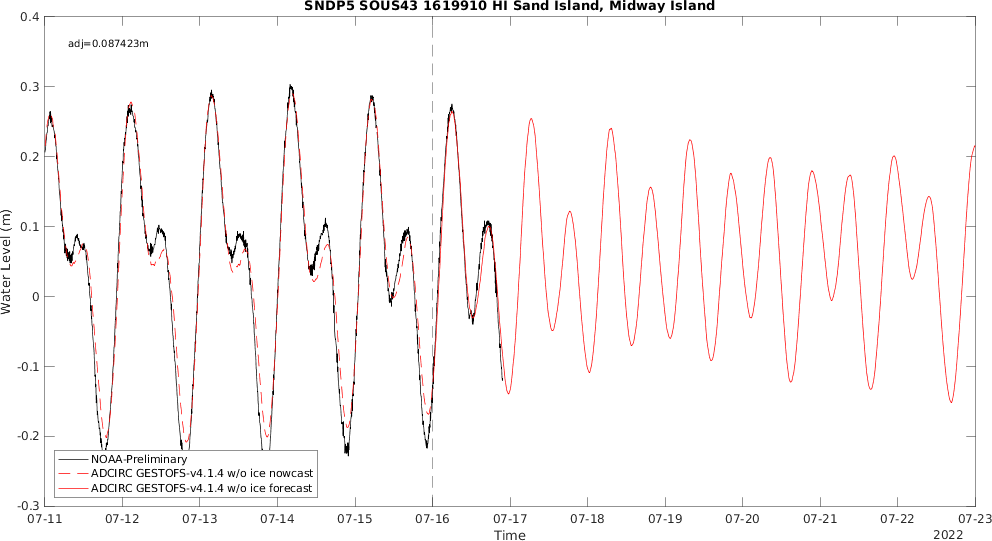 SNDP5 SOUS43 1619910 HI Sand Island, Midway Island
adj=0.087423m
Water Level (m)
0.4
0.3
0.2
0.1
0
-0.1
-0.2
-0.3
NOAA-Preliminary
ADCIRC GESTOFS-v4.1.4 w/o ice nowcast
ADCIRC GESTOFS-v4.1.4 w/o ice forecast
07-11 07-12 07-13 07-14 07-15 07-16 07-17 07-18 07-19 07-20 07-21 07-22 07-23
Time
2022